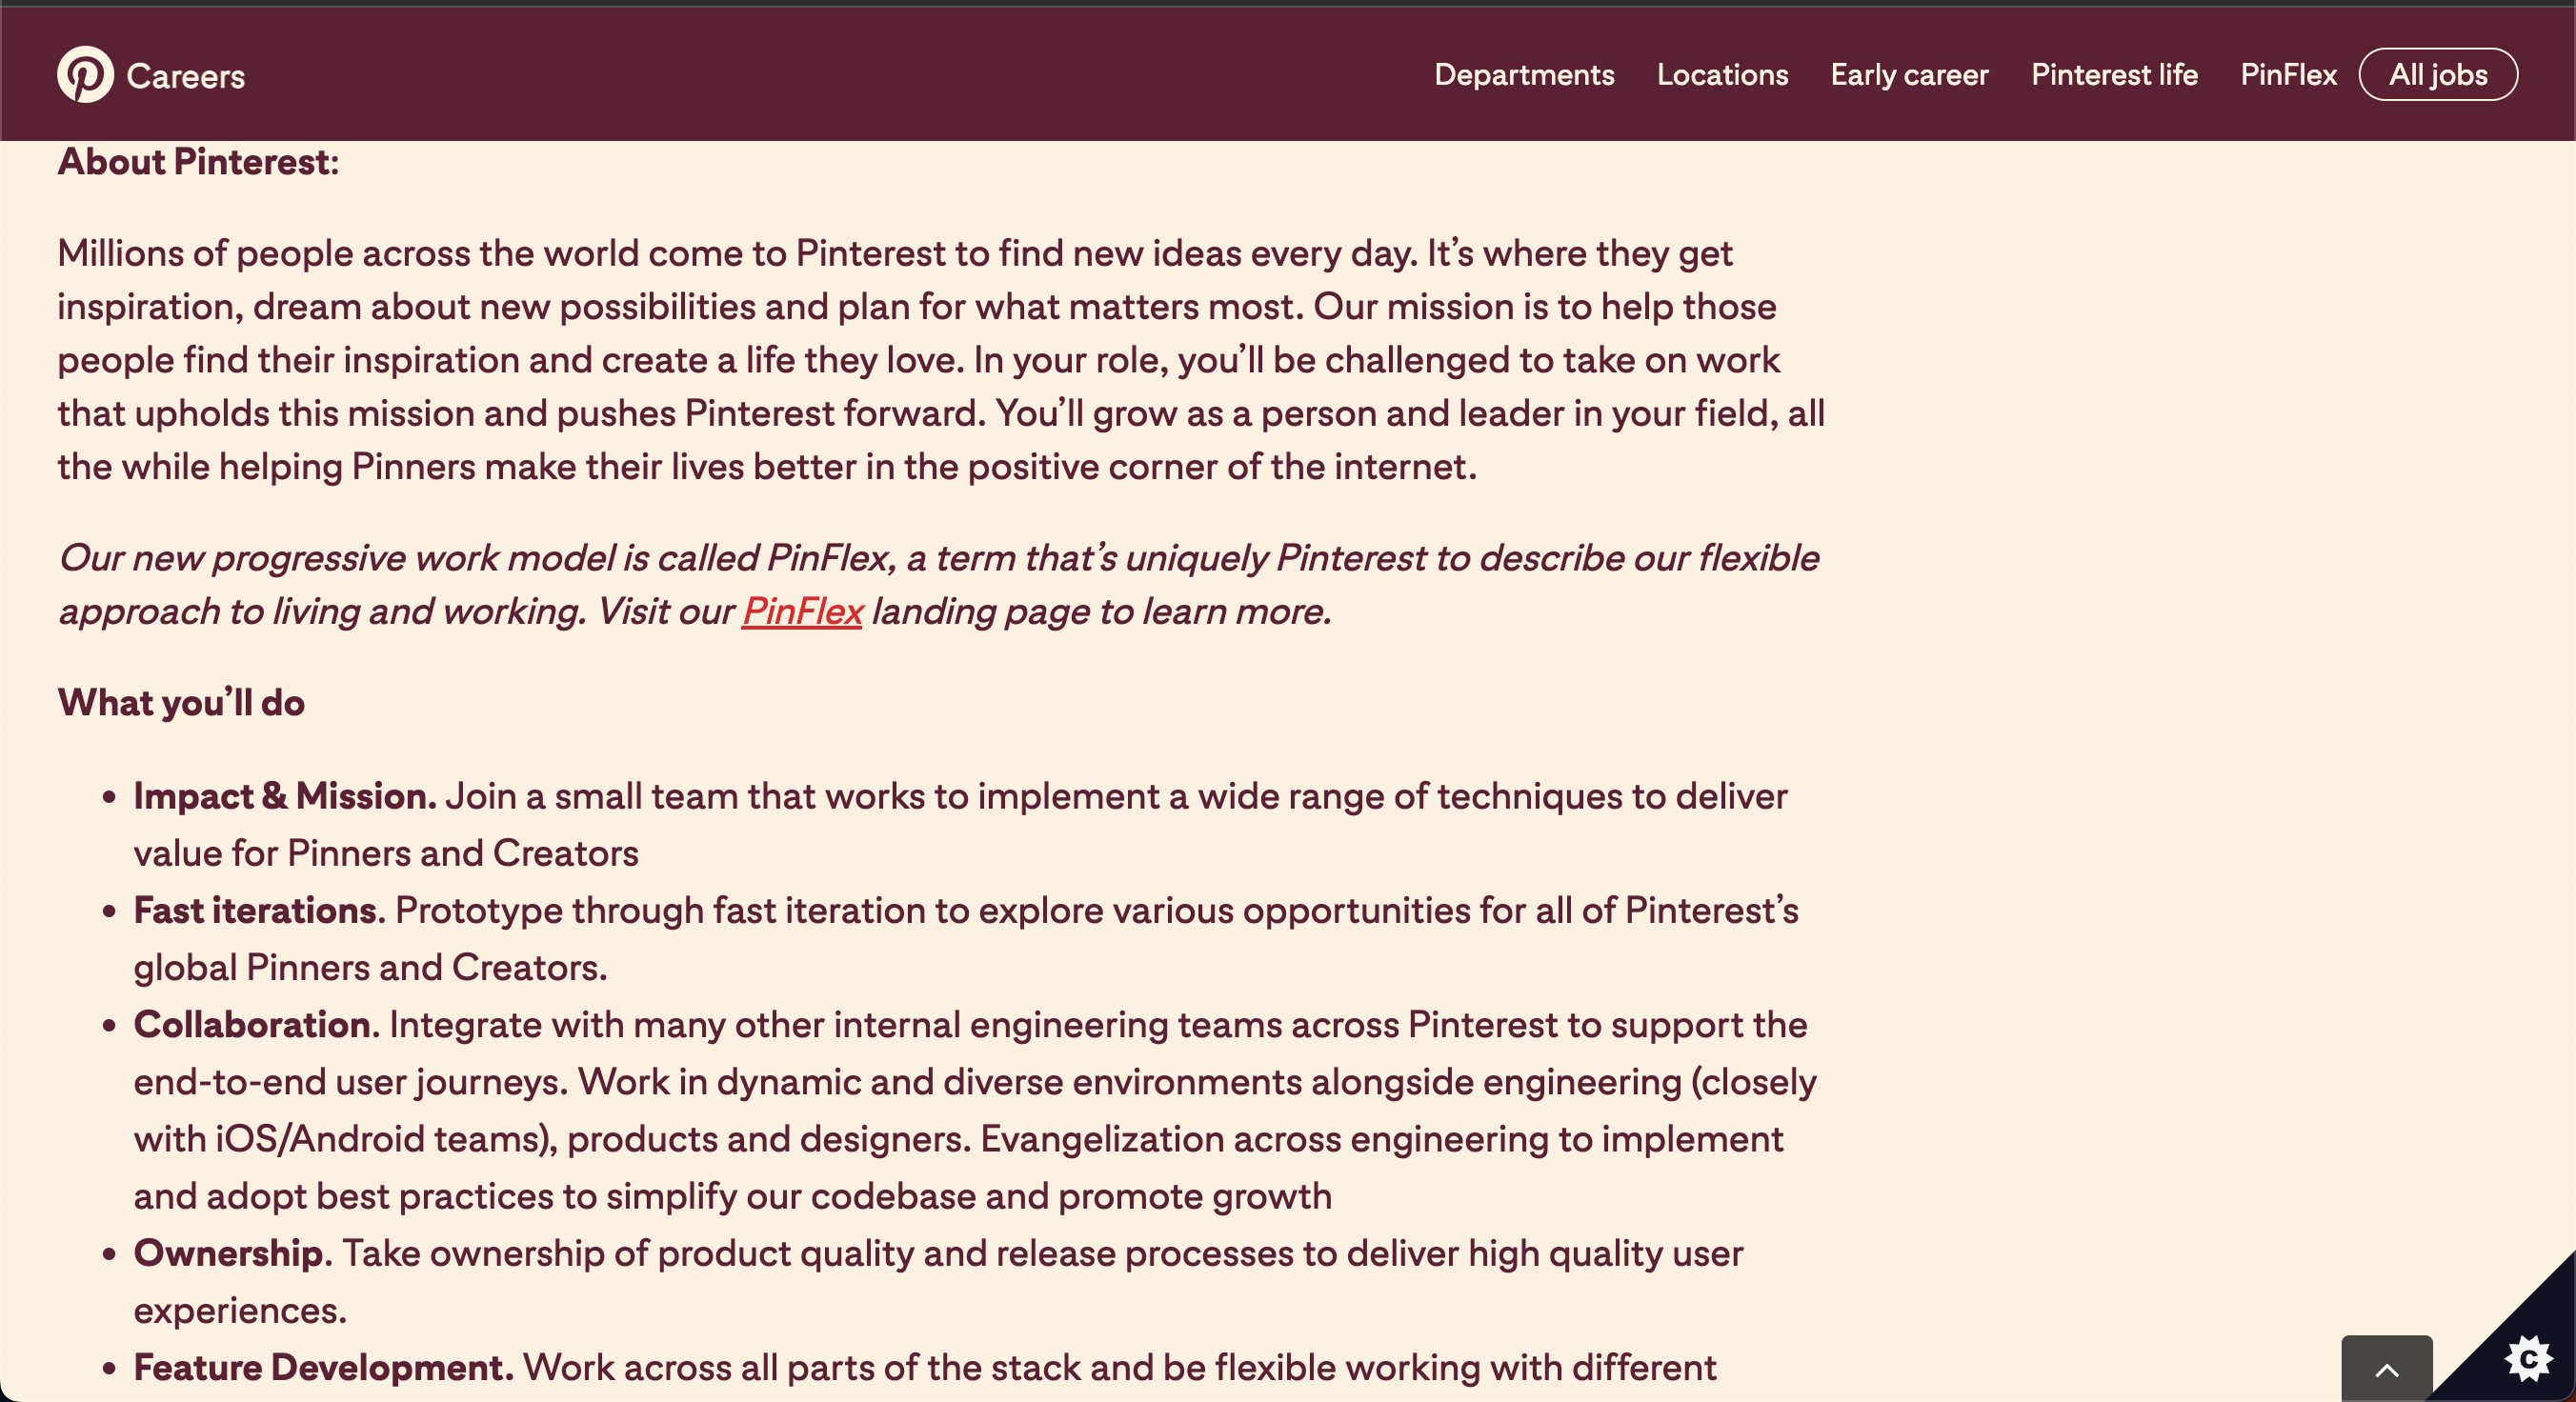 Careers
Departments Locations Early career Pinterest life PinFlex All jobs
About Pinterest:
Millions of people across the world come to Pinterest to find new ideas every day. It’s where they get
inspiration, dream about new possibilities and plan for what matters most. Our mission is to help those
people find their inspiration and create a life they love. In your role, you’ll be challenged to take on work
that upholds this mission and pushes Pinterest forward. You’ll grow as a person and leader in your field, all
the while helping Pinners make their lives better in the positive corner of the internet.
Our new progressive work model is called PinFlex, a term that’s uniquely Pinterest to describe our flexible
approach to living and working. Visit our PinFlex landing page to learn more.
What you’ll do
• Impact & Mission. Join a small team that works to implement a wide range of techniques to deliver
value for Pinners and Creators
• Fast iterations. Prototype through fast iteration to explore various opportunities for all of Pinterest’s
global Pinners and Creators.
• Collaboration. Integrate with many other internal engineering teams across Pinterest to support the
end-to-end user journeys. Work in dynamic and diverse environments alongside engineering (closely
with iOS/Android teams), products and designers. Evangelization across engineering to implement
and adopt best practices to simplify our codebase and promote growth
• Ownership. Take ownership of product quality and release processes to deliver high quality user
experiences.
• Feature Development. Work across all parts of the stack and be flexible working with different
C